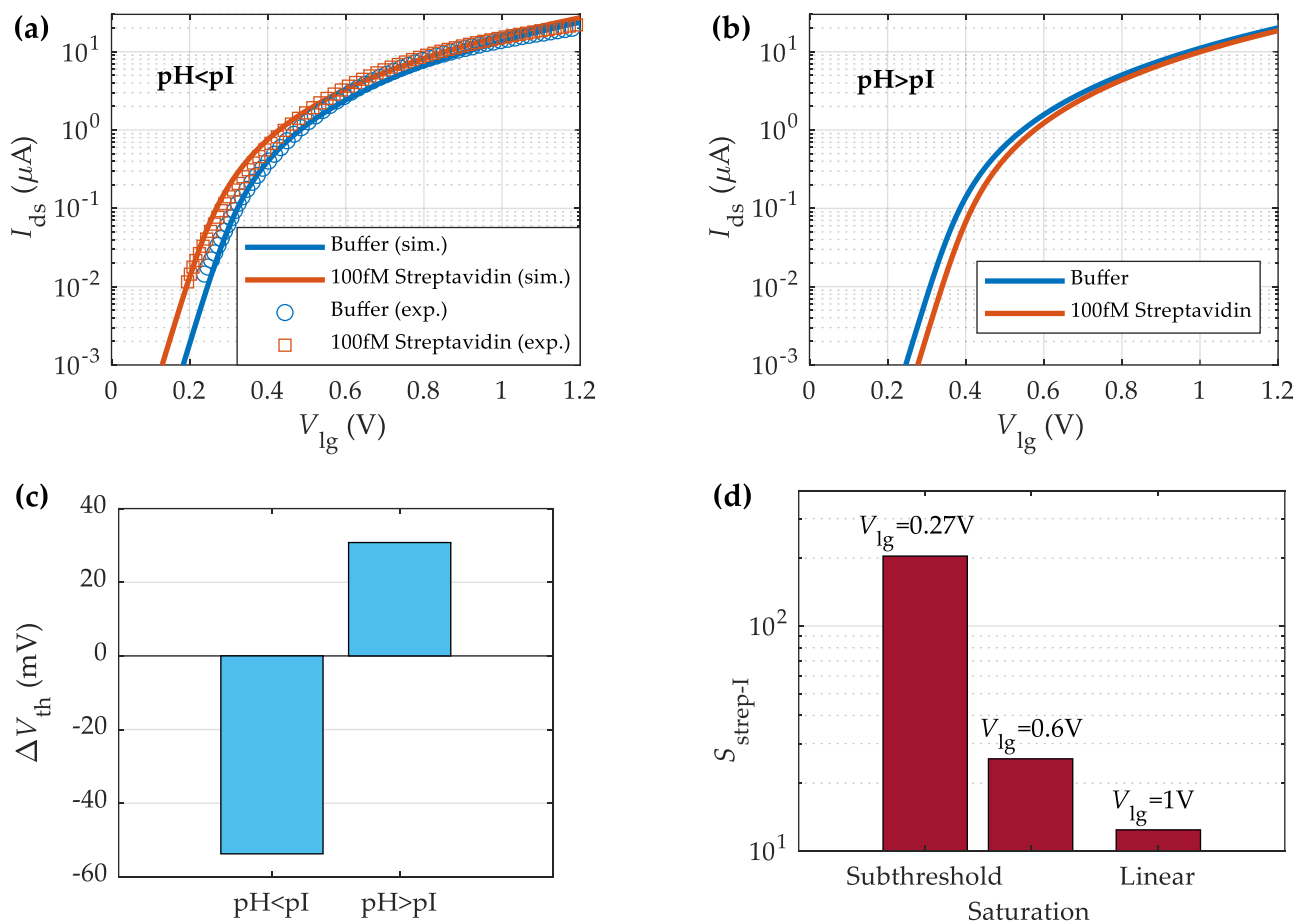 (a)
pH<pI
I_ds (μA)
10^1
10^0
10^-1
10^-2
10^-3
Buffer (sim.)
100fM Streptavidin (sim.)
Buffer (exp.)
100fM Streptavidin (exp.)
0 0.2 0.4 0.6 0.8 1 1.2
V_lg (V)
(b)
pH>pI
I_ds (μA)
10^1
10^0
10^-1
10^-2
10^-3
Buffer
100fM Streptavidin
0 0.2 0.4 0.6 0.8 1 1.2
V_lg (V)
(c)
ΔV_th (mV)
40
20
0
-20
-40
-60
pH<pI pH>pI
(d)
S_strep-I
10^2
10^1
V_lg=0.27V
V_lg=0.6V
V_lg=1V
Subthreshold Linear
Saturation